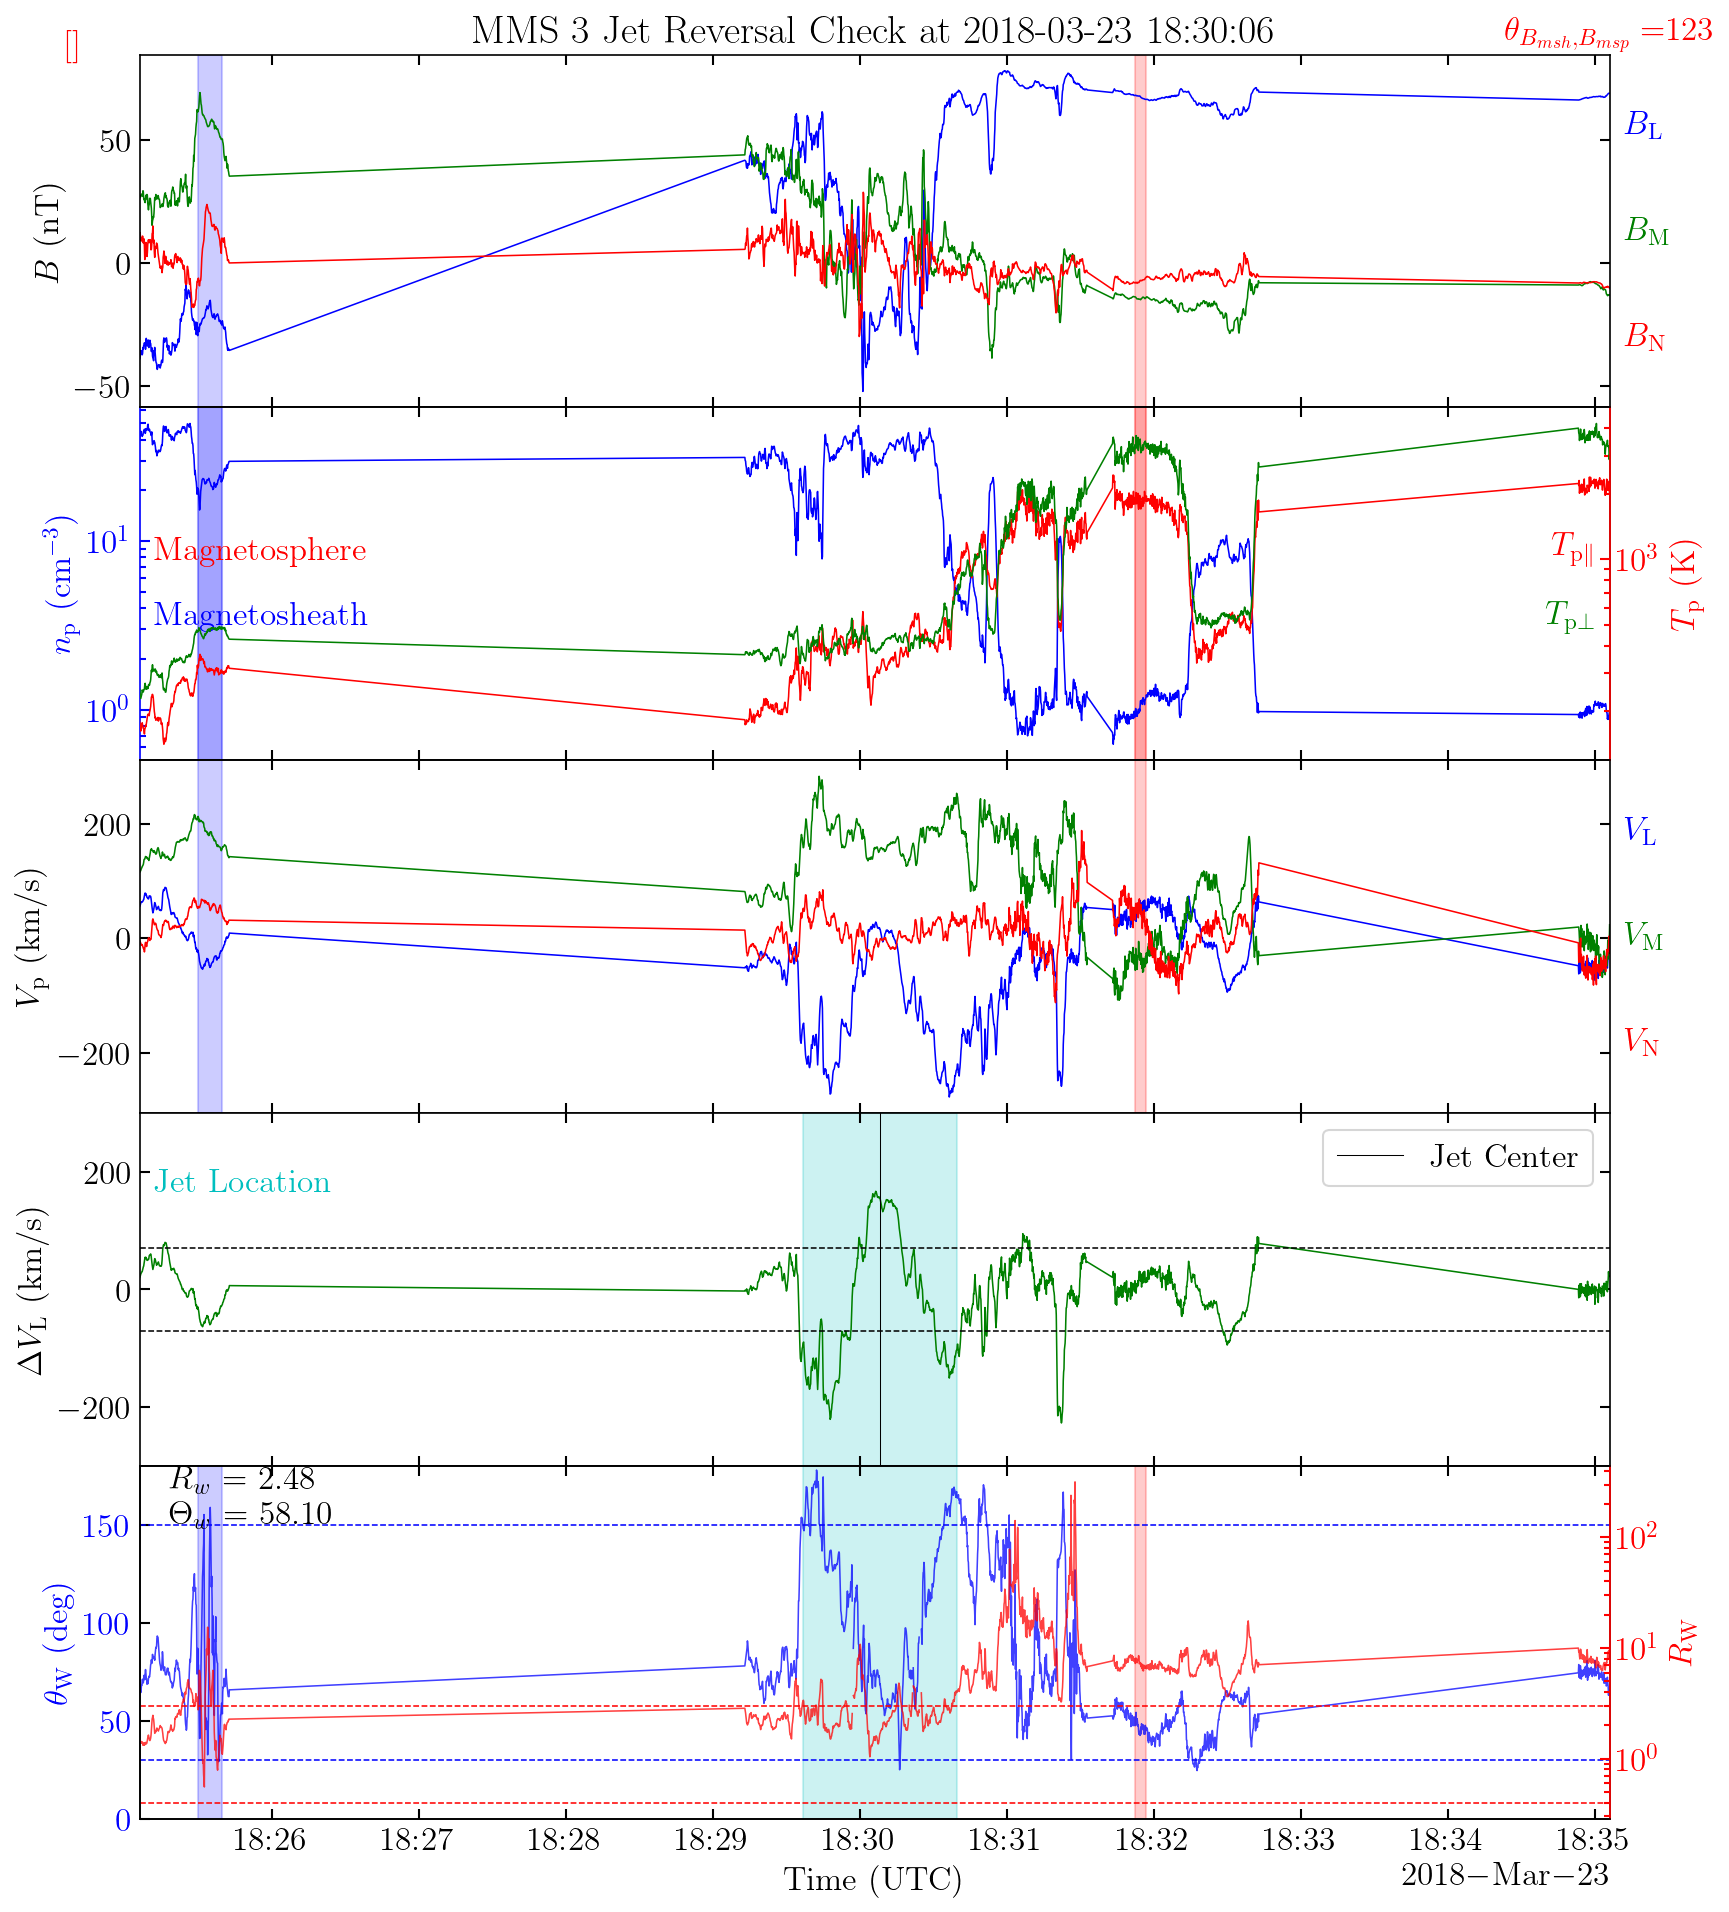 MMS 3 Jet Reversal Check at 2018-03-23 18:30:06
θ_{B_{msh},B_{msp}} =123
B (nT)
50
0
−50
B_L
B_M
B_N
n_p (cm^{−3})
10^1
10^0
Magnetosphere
Magnetosheath
T_{p∥}
T_{p⊥}
10^3
T_p (K)
V_p (km/s)
200
0
−200
V_L
V_M
V_N
ΔV_L (km/s)
200
0
−200
Jet Location
Jet Center
R_w = 2.48
Θ_w = 58.10
θ_W (deg)
150
100
50
0
10^2
10^1
10^0
R_W
18:26 18:27 18:28 18:29 18:30 18:31 18:32 18:33 18:34 18:35
Time (UTC)
2018−Mar−23